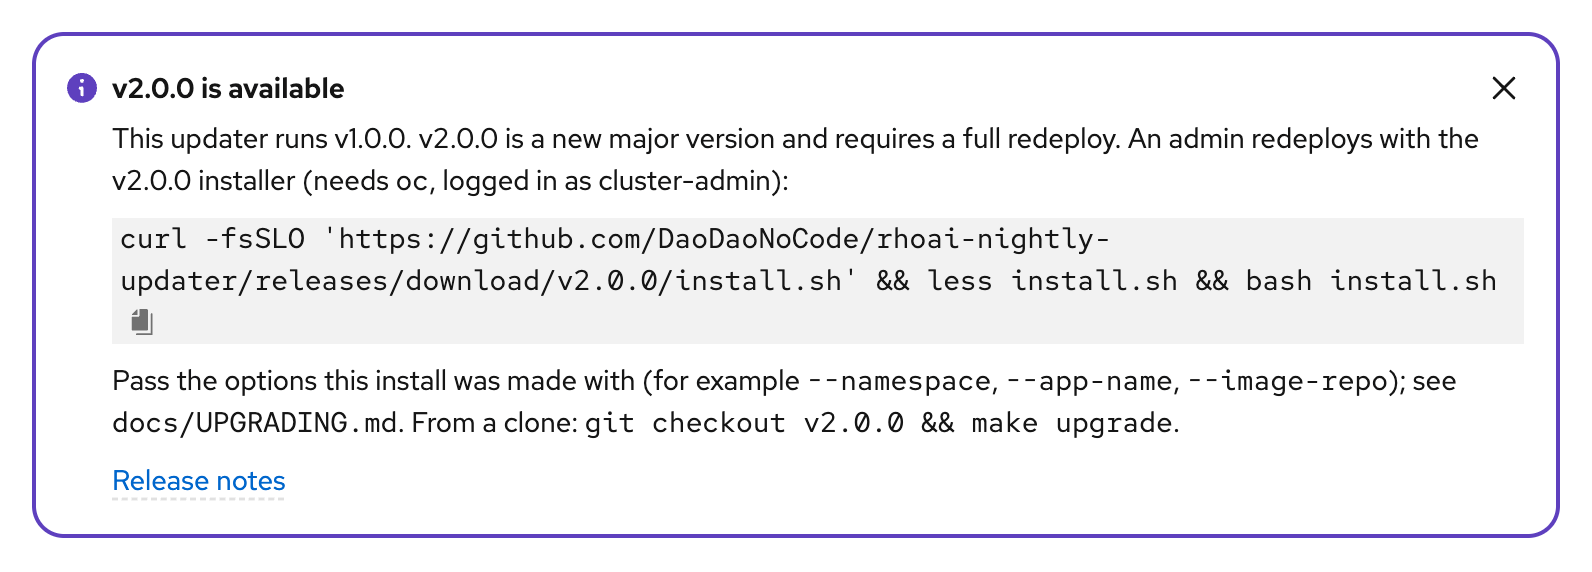 v2.0.0 is available
This updater runs v1.0.0. v2.0.0 is a new major version and requires a full redeploy. An admin redeploys with the
v2.0.0 installer (needs oc, logged in as cluster-admin):
curl -fsSLO 'https://github.com/DaoDaoNoCode/rhoai-nightly-
updater/releases/download/v2.0.0/install.sh' && less install.sh && bash install.sh
Pass the options this install was made with (for example --namespace, --app-name, --image-repo); see
docs/UPGRADING.md. From a clone: git checkout v2.0.0 && make upgrade.
Release notes